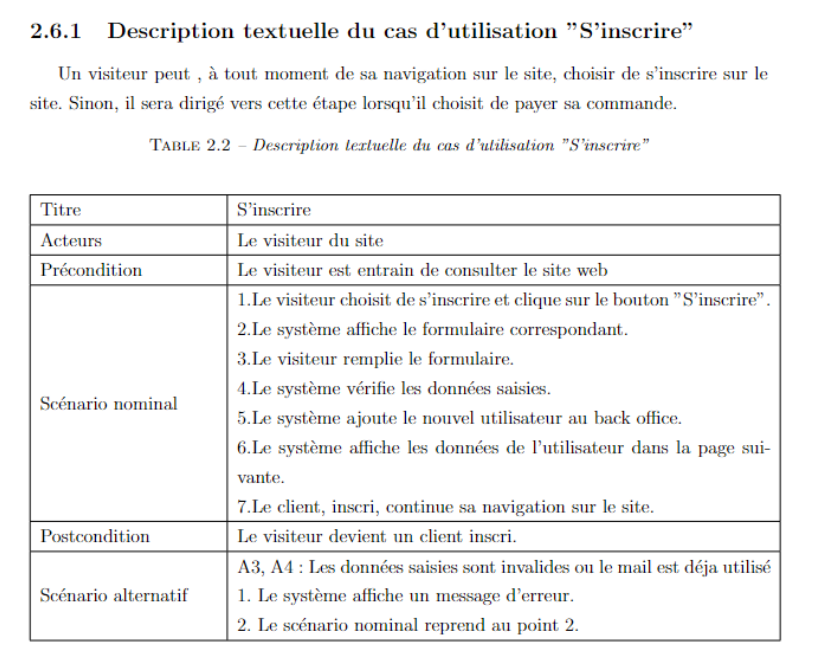 2.6.1 Description textuelle du cas d'utilisation "S'inscrire"
Un visiteur peut , à tout moment de sa navigation sur le site, choisir de s'inscrire sur le
site. Sinon, il sera dirigé vers cette étape lorsqu'il choisit de payer sa commande.
TABLE 2.2 – Description textuelle du cas d'utilisation "S'inscrire"
Titre S'inscrire
Acteurs Le visiteur du site
Précondition Le visiteur est entrain de consulter le site web
Scénario nominal
1.Le visiteur choisit de s'inscrire et clique sur le bouton "S'inscrire".
2.Le système affiche le formulaire correspondant.
3.Le visiteur remplie le formulaire.
4.Le système vérifie les données saisies.
5.Le système ajoute le nouvel utilisateur au back office.
6.Le système affiche les données de l'utilisateur dans la page sui-
vante.
7.Le client, inscri, continue sa navigation sur le site.
Postcondition Le visiteur devient un client inscri.
Scénario alternatif
A3, A4 : Les données saisies sont invalides ou le mail est déja utilisé
1. Le système affiche un message d'erreur.
2. Le scénario nominal reprend au point 2.